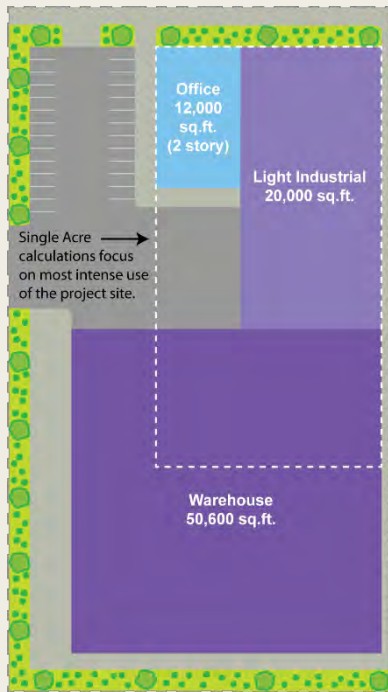 Office
12,000
sq.ft.
(2 story)
Light Industrial
20,000 sq.ft.
Single Acre
calculations focus
on most intense use
of the project site.
Warehouse
50,600 sq.ft.